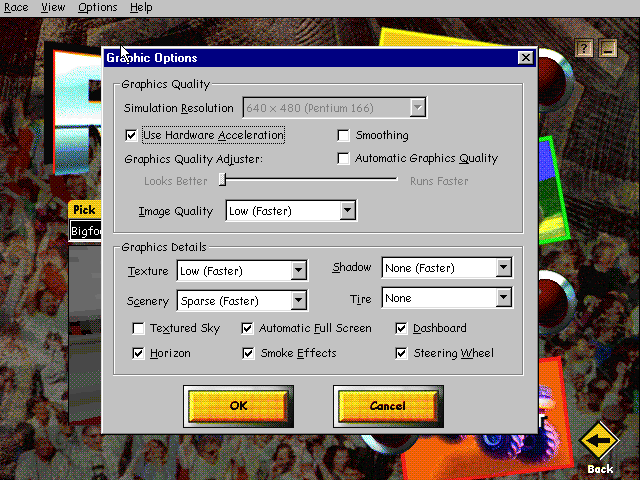 Race View Options Help
Graphic Options
Graphics Quality
Simulation Resolution 640 x 480 (Pentium 166)
Use Hardware Acceleration Smoothing
Graphics Quality Adjuster: Automatic Graphics Quality
Looks Better Runs Faster
Image Quality Low (Faster)
Pick
Bigfo
Graphics Details
Texture Low (Faster) Shadow None (Faster)
Scenery Sparse (Faster) Tire None
Textured Sky Automatic Full Screen Dashboard
Horizon Smoke Effects Steering Wheel
OK Cancel
Back